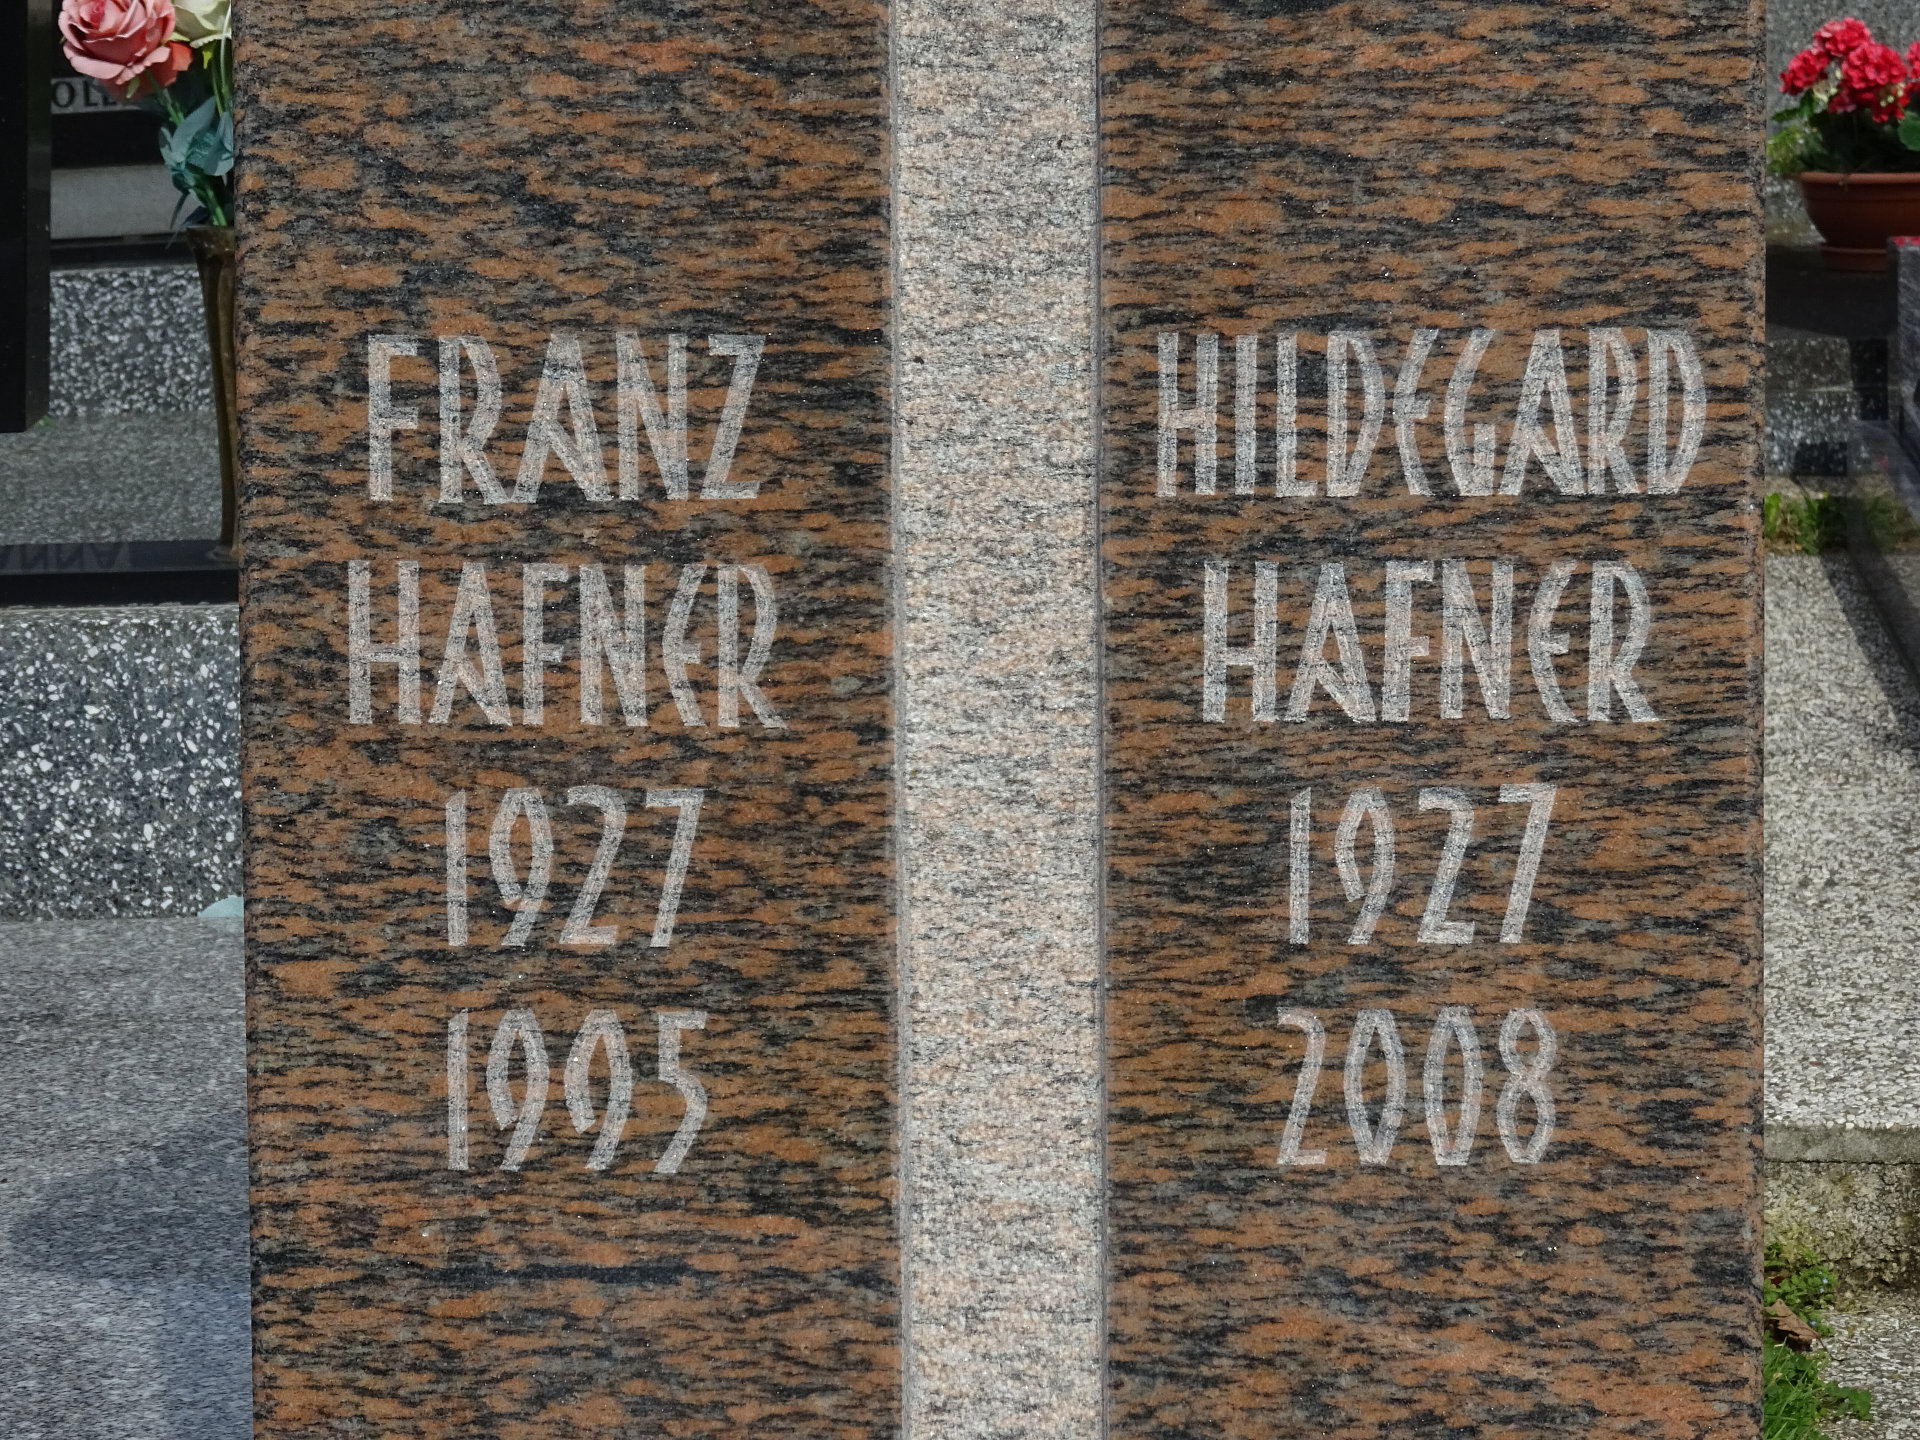 FRANZ
HAFNER
1927
1995
HILDEGARD
HAFNER
1927
2008